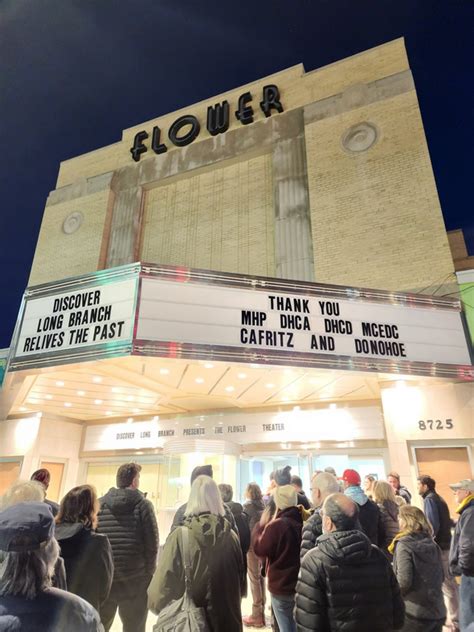 FLOWER
DISCOVER
LONG BRANCH
RELIVES THE PAST
THANK YOU
MHP DHCA DHCD MCEDC
CAFRITZ AND DONOHOE
DISCOVER LONG BRANCH PRESENTS THE FLOWER THEATER
8725